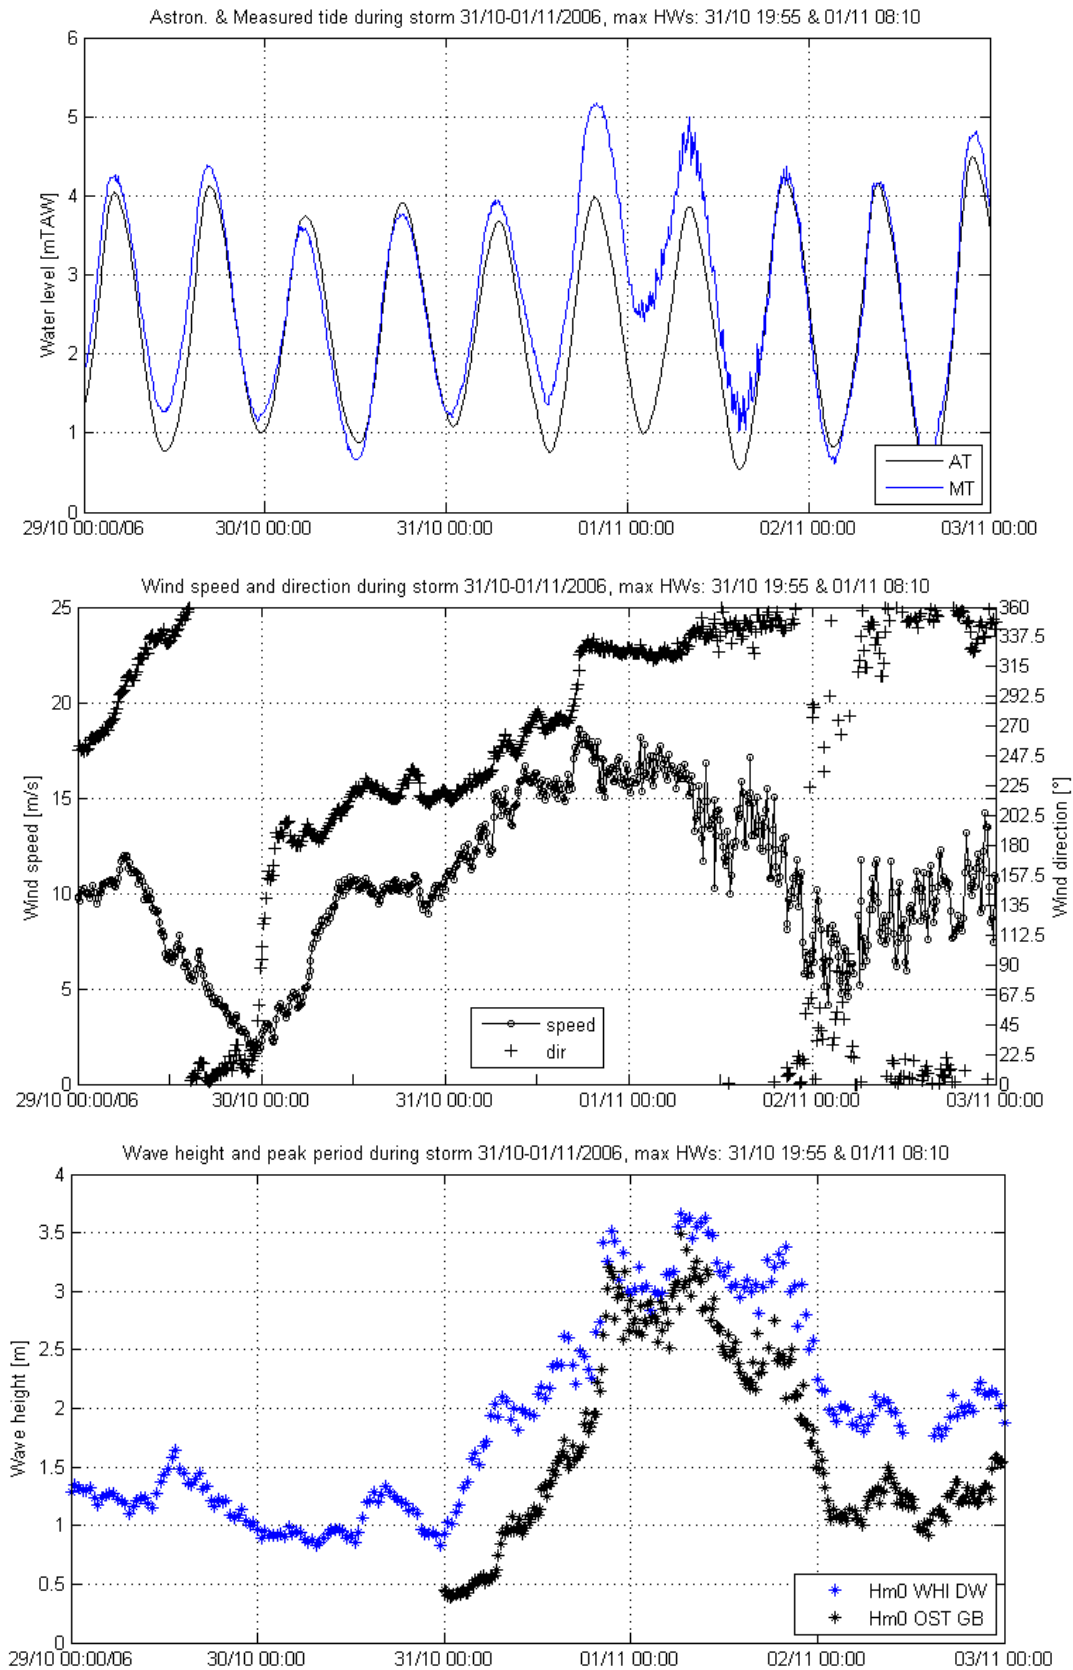 Astron. & Measured tide during storm 31/10-01/11/2006, max HWs: 31/10 19:55 & 01/11 08:10
6
5
4
3
2
1
0
Water level [mTAW]
AT
MT
29/10 00:00/06 30/10 00:00 31/10 00:00 01/11 00:00 02/11 00:00 03/11 00:00
Wind speed and direction during storm 31/10-01/11/2006, max HWs: 31/10 19:55 & 01/11 08:10
25
20
15
10
5
0
Wind speed [m/s]
360
337.5
315
292.5
270
247.5
225
202.5
180
157.5
135
112.5
90
67.5
45
22.5
0
Wind direction [°]
speed
dir
29/10 00:00/06 30/10 00:00 31/10 00:00 01/11 00:00 02/11 00:00 03/11 00:00
Wave height and peak period during storm 31/10-01/11/2006, max HWs: 31/10 19:55 & 01/11 08:10
4
3.5
3
2.5
2
1.5
1
0.5
0
Wave height [m]
Hm0 WHI DW
Hm0 OST GB
29/10 00:00/06 30/10 00:00 31/10 00:00 01/11 00:00 02/11 00:00 03/11 00:00